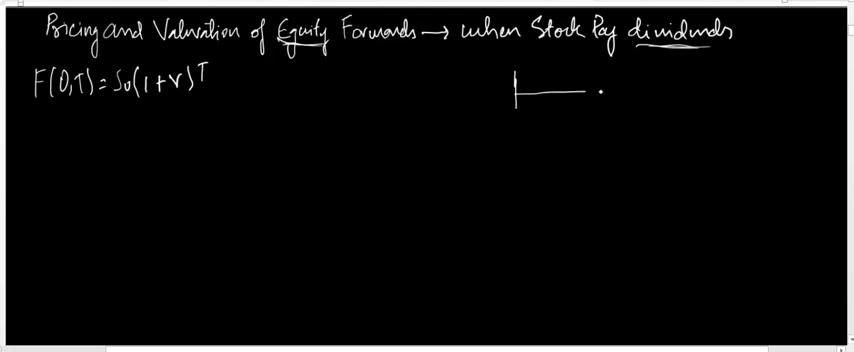 Pricing and Valuation of Equity Forwards → when Stock Pay dividends
F(0,T) = S₀(1+r)ᵀ